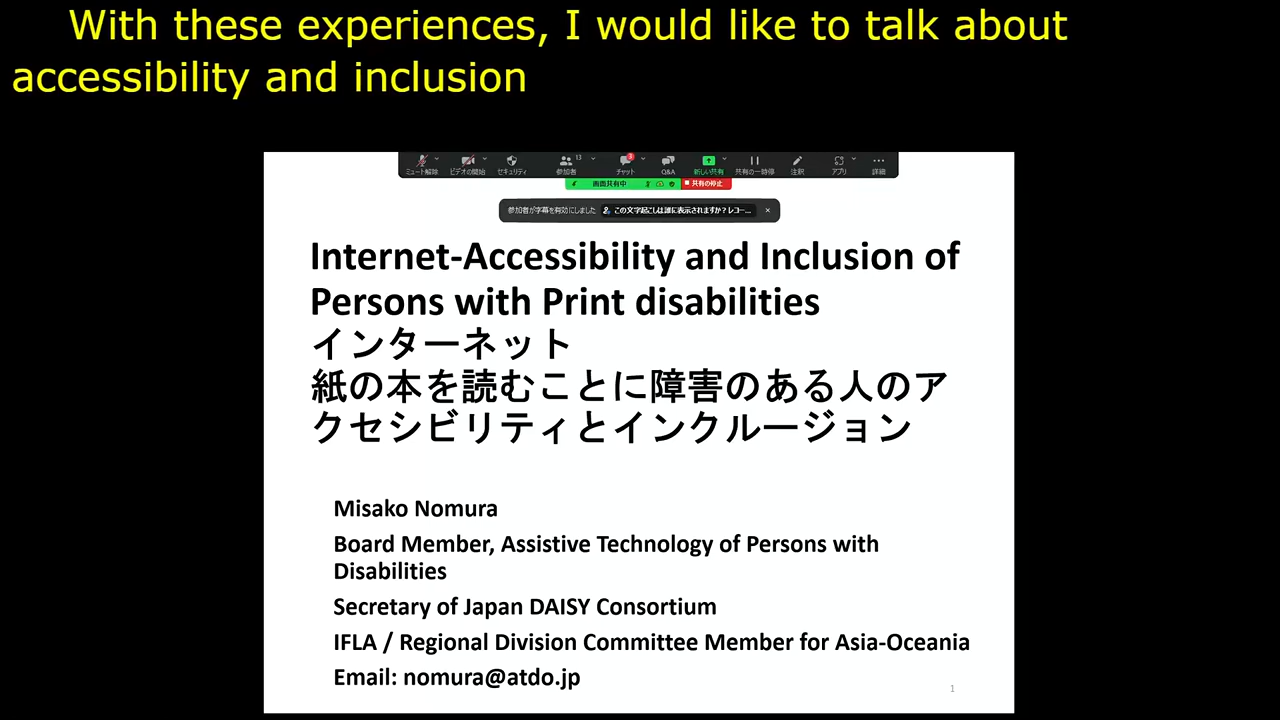 With these experiences, I would like to talk about
accessibility and inclusion
13
3
ミュート解除 ビデオの開始 セキュリティ 参加者 チャット Q&A 新しい共有 共有の一時停 注釈 アプリ 詳細
画面共有中 共有の停止
参加者が字幕を有効にしました この文字起こしは誰に表示されますか？レコー...
Internet-Accessibility and Inclusion of
Persons with Print disabilities
インターネット
紙の本を読むことに障害のある人のア
クセシビリティとインクルージョン
Misako Nomura
Board Member, Assistive Technology of Persons with
Disabilities
Secretary of Japan DAISY Consortium
IFLA / Regional Division Committee Member for Asia-Oceania
Email: nomura@atdo.jp
1